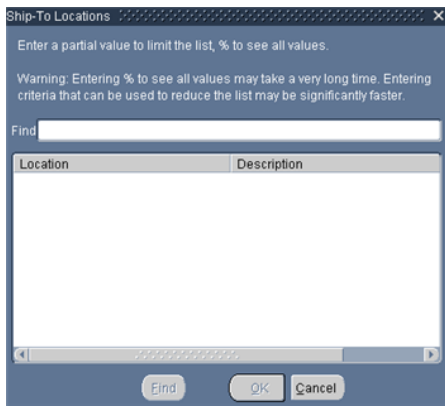 Ship-To Locations
Enter a partial value to limit the list, % to see all values.
Warning: Entering % to see all values may take a very long time. Entering
criteria that can be used to reduce the list may be significantly faster.
Find
Location Description
Find OK Cancel